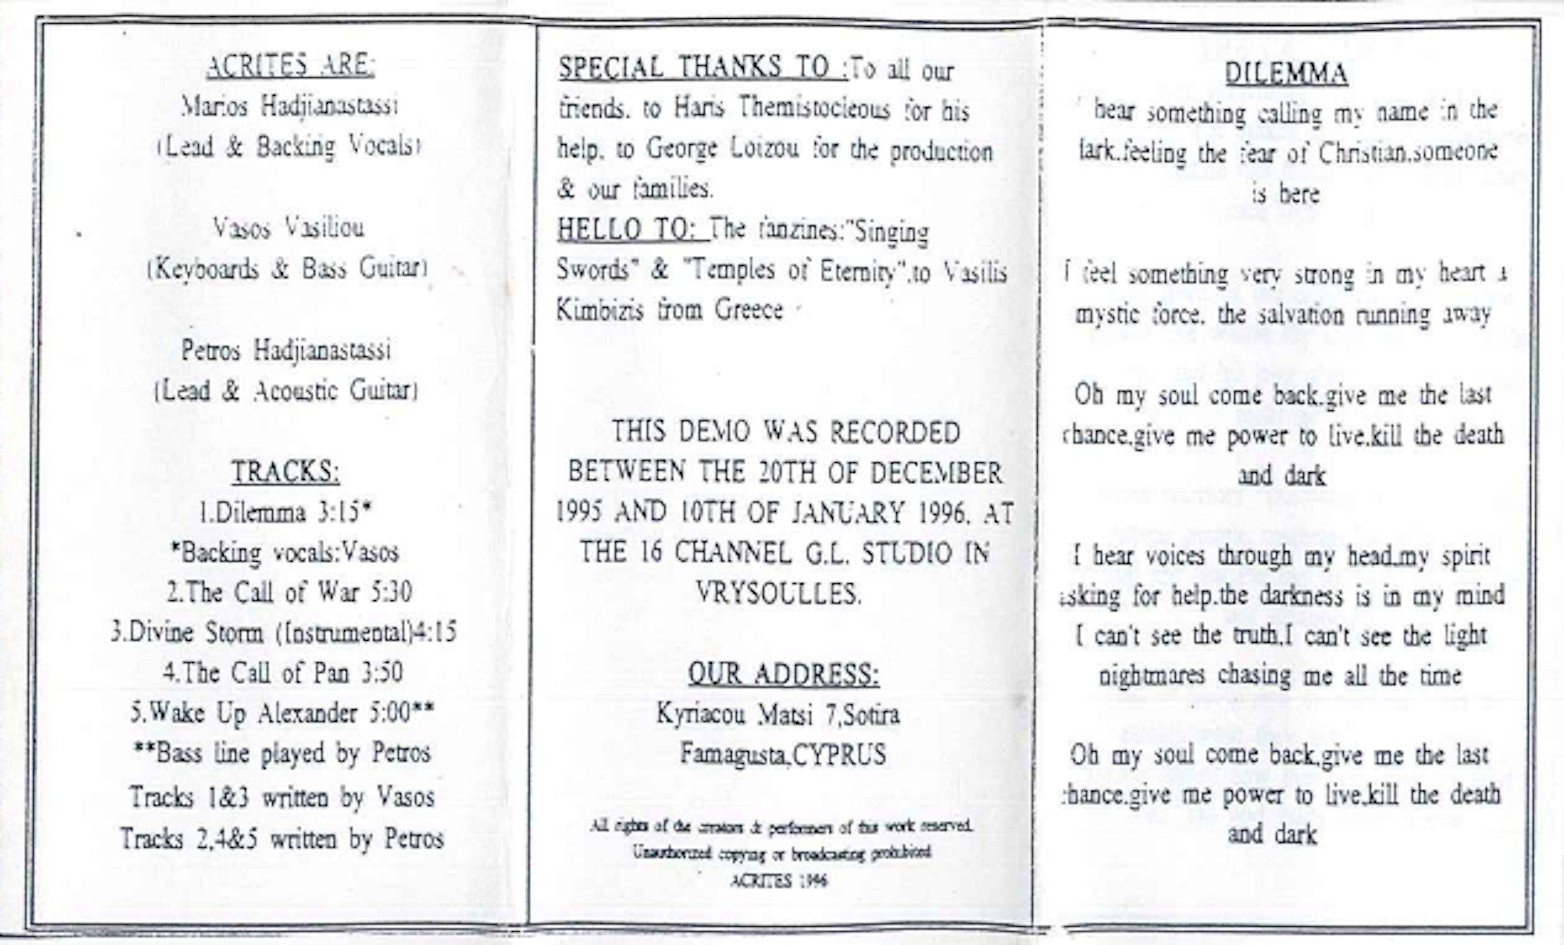 ACRITES ARE:
Marios Hadjianastassi
(Lead & Backing Vocals)
Vasos Vasiliou
(Keyboards & Bass Guitar)
Petros Hadjianastassi
(Lead & Acoustic Guitar)
TRACKS:
1.Dilemma 3:15*
*Backing vocals:Vasos
2.The Call of War 5:30
3.Divine Storm (Instrumental)4:15
4.The Call of Pan 3:50
5.Wake Up Alexander 5:00**
**Bass line played by Petros
Tracks 1&3 written by Vasos
Tracks 2,4&5 written by Petros
SPECIAL THANKS TO :To all our
friends, to Haris Themistocleous for his
help, to George Loizou for the production
& our families.
HELLO TO: The fanzines:"Singing
Swords" & "Temples of Eternity",to Vasilis
Kimbizis from Greece
THIS DEMO WAS RECORDED
BETWEEN THE 20TH OF DECEMBER
1995 AND 10TH OF JANUARY 1996, AT
THE 16 CHANNEL G.L. STUDIO IN
VRYSOULLES.
OUR ADDRESS:
Kyriacou Matsi 7,Sotira
Famagusta,CYPRUS
All rights of the creators & performers of this work reserved.
Unauthorized copying or broadcasting prohibited
ACRITES 1996
DILEMMA
hear something calling my name in the
dark,feeling the fear of Christian,someone
is here
I feel something very strong in my heart a
mystic force, the salvation running away
Oh my soul come back,give me the last
chance,give me power to live,kill the death
and dark
I hear voices through my head,my spirit
asking for help,the darkness is in my mind
I can't see the truth,I can't see the light
nightmares chasing me all the time
Oh my soul come back,give me the last
chance,give me power to live,kill the death
and dark